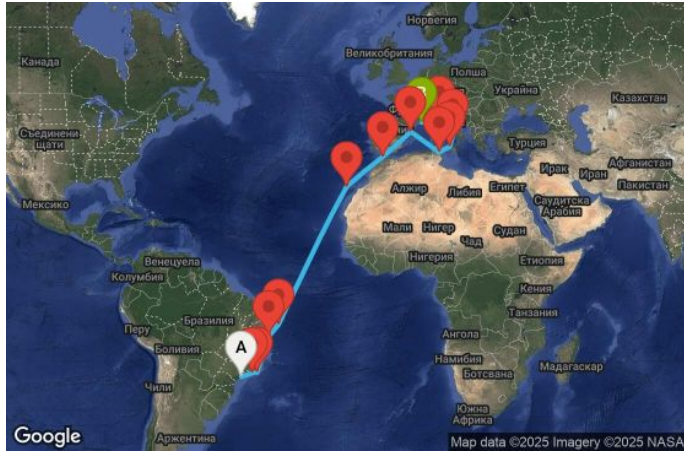 Норвегия
Великобритания
Канада
Полша
Украйна
Казахстан
Съединени
щати
Турция
Ирак
Иран
Афганистан
Пакистан
Мексико
Алжир
Либия
Египет
Саудитска
Арабия
Мали
Нигер
Судан
Чад
Венецуела
Колумбия
Нигерия
Етиопия
Кения
Перу
Бразилия
Танзания
Боливия
A
Ангола
Намибия
Ботсвана
Мадагаскар
Чили
Южна
Африка
Аржентина
Google
Map data ©2025 Imagery ©2025 NASA